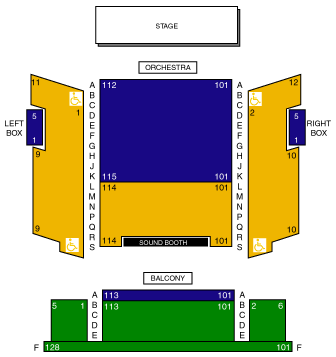 STAGE
ORCHESTRA
11 A 112 101 A 12
B B
5 1 C C 2 5
LEFT BOX D D RIGHT BOX
E E
1 F F 1
9 G G 10
H H
J J
K 115 101 K
L 114 101 L
M M
N N
P P
9 Q Q 10
R 114 101 R
S SOUND BOOTH S
BALCONY
A 113 101 A
5 1 B 113 101 B 2 6
C C
D D
E E
F 128 101 F